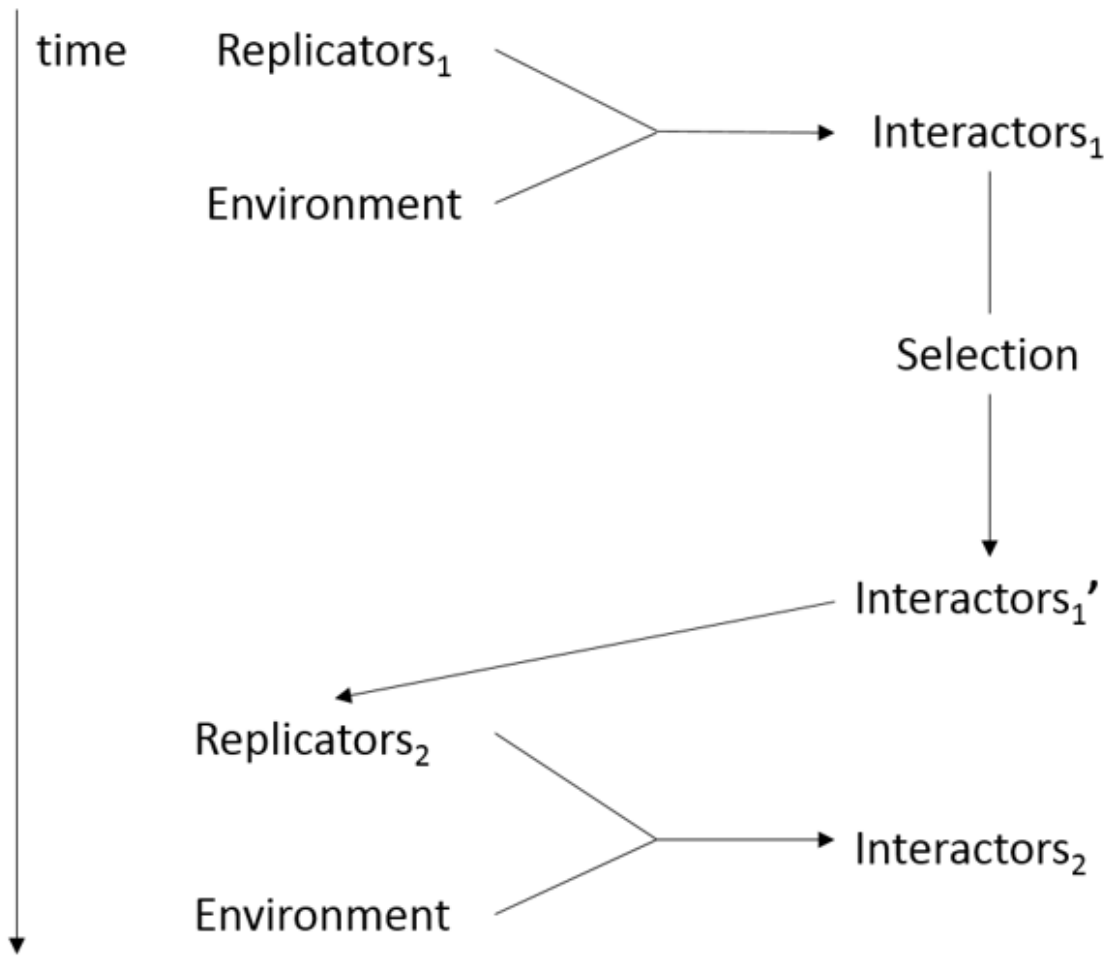 time
Replicators₁
Interactors₁
Environment
Selection
Interactors₁’
Replicators₂
Interactors₂
Environment